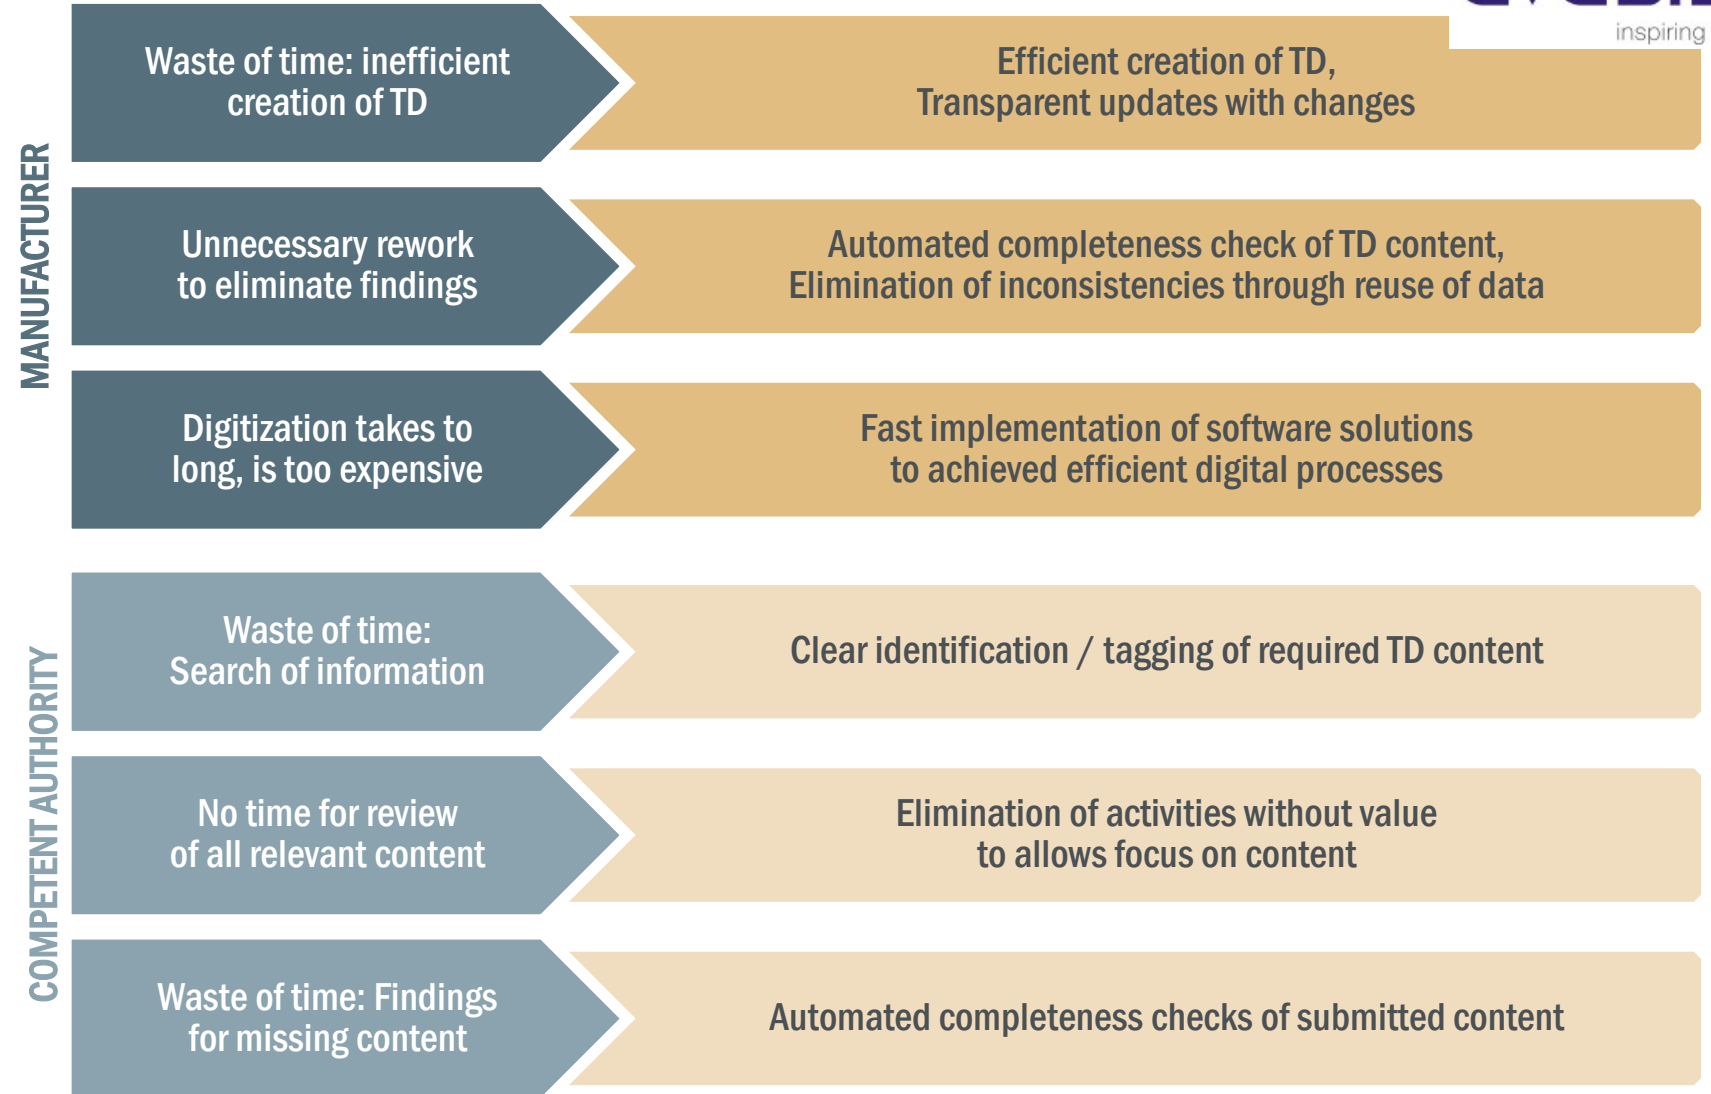 inspiring
MANUFACTURER
Waste of time: inefficient
creation of TD
Efficient creation of TD,
Transparent updates with changes
Unnecessary rework
to eliminate findings
Automated completeness check of TD content,
Elimination of inconsistencies through reuse of data
Digitization takes to
long, is too expensive
Fast implementation of software solutions
to achieved efficient digital processes
COMPETENT AUTHORITY
Waste of time:
Search of information
Clear identification / tagging of required TD content
No time for review
of all relevant content
Elimination of activities without value
to allows focus on content
Waste of time: Findings
for missing content
Automated completeness checks of submitted content